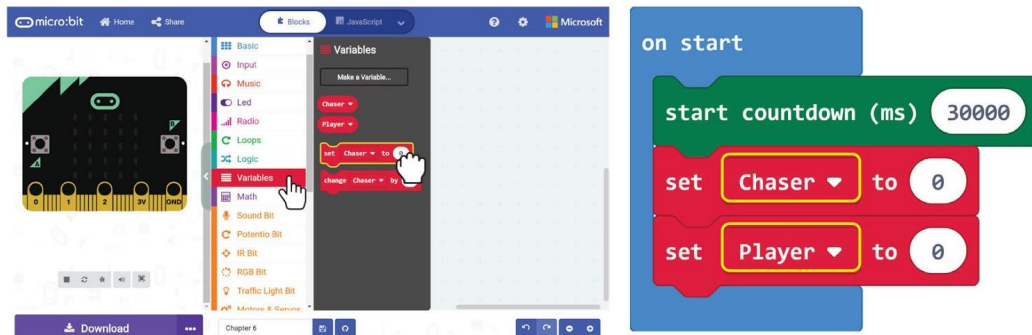 micro:bit
Home
Share
Blocks
JavaScript
Microsoft
Basic
Input
Music
Led
Radio
Loops
Logic
Variables
Math
Sound Bit
Potentio Bit
IR Bit
RGB Bit
Traffic Light Bit
Motors & Servos
Variables
Make a Variable...
Chaser
Player
set Chaser to 0
change Chaser by
A
B
0 1 2 3V GND
Download
Chapter 6
on start
start countdown (ms) 30000
set Chaser to 0
set Player to 0